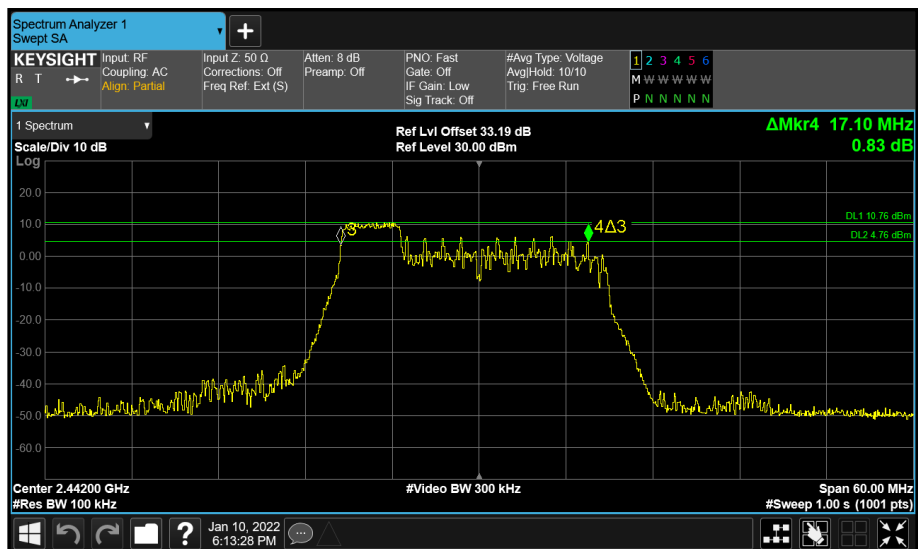 Spectrum Analyzer 1
Swept SA
KEYSIGHT
R T
LXI
Input: RF
Coupling: AC
Align: Partial
Input Z: 50 Ω
Corrections: Off
Freq Ref: Ext (S)
Atten: 8 dB
Preamp: Off
PNO: Fast
Gate: Off
IF Gain: Low
Sig Track: Off
#Avg Type: Voltage
Avg|Hold: 10/10
Trig: Free Run
1 2 3 4 5 6
M W W W W W
P N N N N N
1 Spectrum
Scale/Div 10 dB
Ref Lvl Offset 33.19 dB
Ref Level 30.00 dBm
ΔMkr4 17.10 MHz
0.83 dB
Log
20.0
10.0
0.00
-10.0
-20.0
-30.0
-40.0
-50.0
-60.0
3
4Δ3
DL1 10.76 dBm
DL2 4.76 dBm
Center 2.44200 GHz
#Video BW 300 kHz
Span 60.00 MHz
#Res BW 100 kHz
#Sweep 1.00 s (1001 pts)
?
Jan 10, 2022
6:13:28 PM